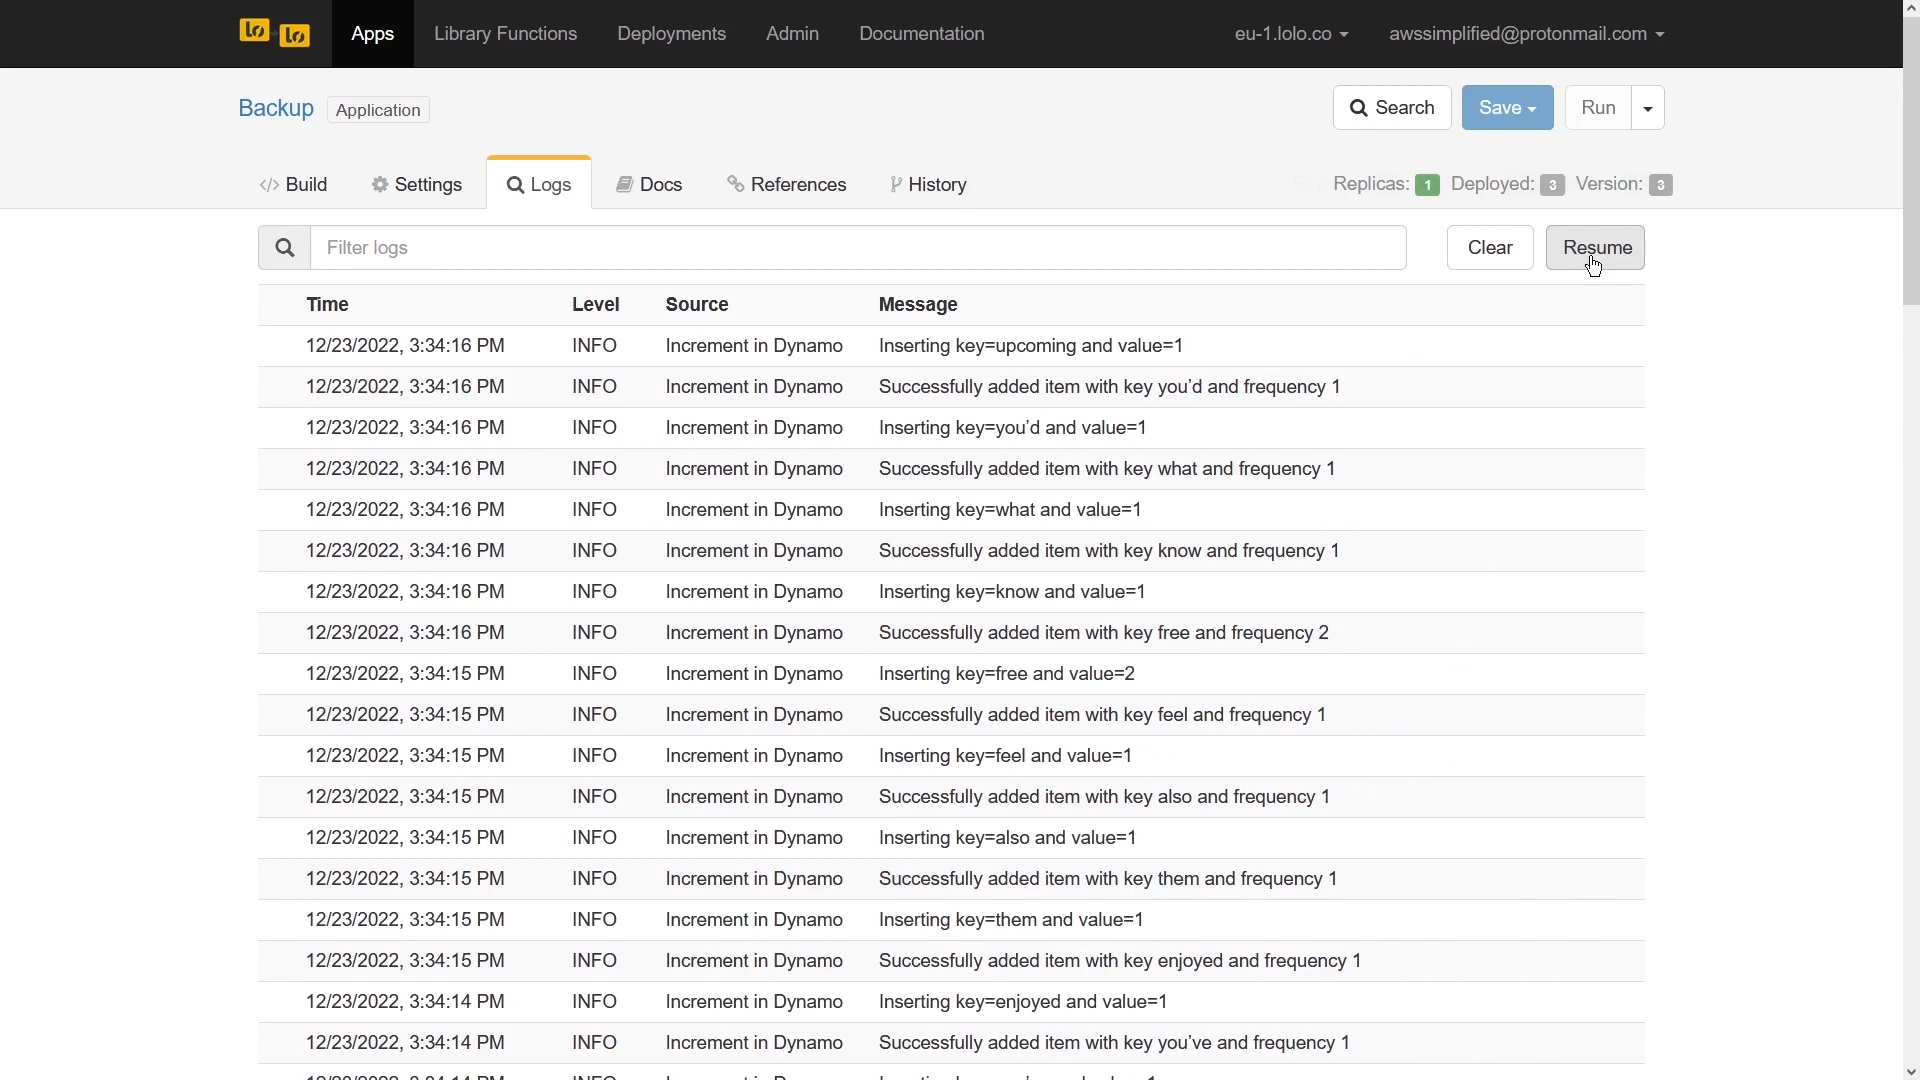 lo lo Apps Library Functions Deployments Admin Documentation eu-1.lolo.co awssimplified@protonmail.com
Backup Application Search Save Run
</> Build Settings Logs Docs References History Replicas: 1 Deployed: 3 Version: 3
Filter logs Clear Resume
Time Level Source Message
12/23/2022, 3:34:16 PM INFO Increment in Dynamo Inserting key=upcoming and value=1
12/23/2022, 3:34:16 PM INFO Increment in Dynamo Successfully added item with key you’d and frequency 1
12/23/2022, 3:34:16 PM INFO Increment in Dynamo Inserting key=you’d and value=1
12/23/2022, 3:34:16 PM INFO Increment in Dynamo Successfully added item with key what and frequency 1
12/23/2022, 3:34:16 PM INFO Increment in Dynamo Inserting key=what and value=1
12/23/2022, 3:34:16 PM INFO Increment in Dynamo Successfully added item with key know and frequency 1
12/23/2022, 3:34:16 PM INFO Increment in Dynamo Inserting key=know and value=1
12/23/2022, 3:34:16 PM INFO Increment in Dynamo Successfully added item with key free and frequency 2
12/23/2022, 3:34:15 PM INFO Increment in Dynamo Inserting key=free and value=2
12/23/2022, 3:34:15 PM INFO Increment in Dynamo Successfully added item with key feel and frequency 1
12/23/2022, 3:34:15 PM INFO Increment in Dynamo Inserting key=feel and value=1
12/23/2022, 3:34:15 PM INFO Increment in Dynamo Successfully added item with key also and frequency 1
12/23/2022, 3:34:15 PM INFO Increment in Dynamo Inserting key=also and value=1
12/23/2022, 3:34:15 PM INFO Increment in Dynamo Successfully added item with key them and frequency 1
12/23/2022, 3:34:15 PM INFO Increment in Dynamo Inserting key=them and value=1
12/23/2022, 3:34:15 PM INFO Increment in Dynamo Successfully added item with key enjoyed and frequency 1
12/23/2022, 3:34:14 PM INFO Increment in Dynamo Inserting key=enjoyed and value=1
12/23/2022, 3:34:14 PM INFO Increment in Dynamo Successfully added item with key you’ve and frequency 1